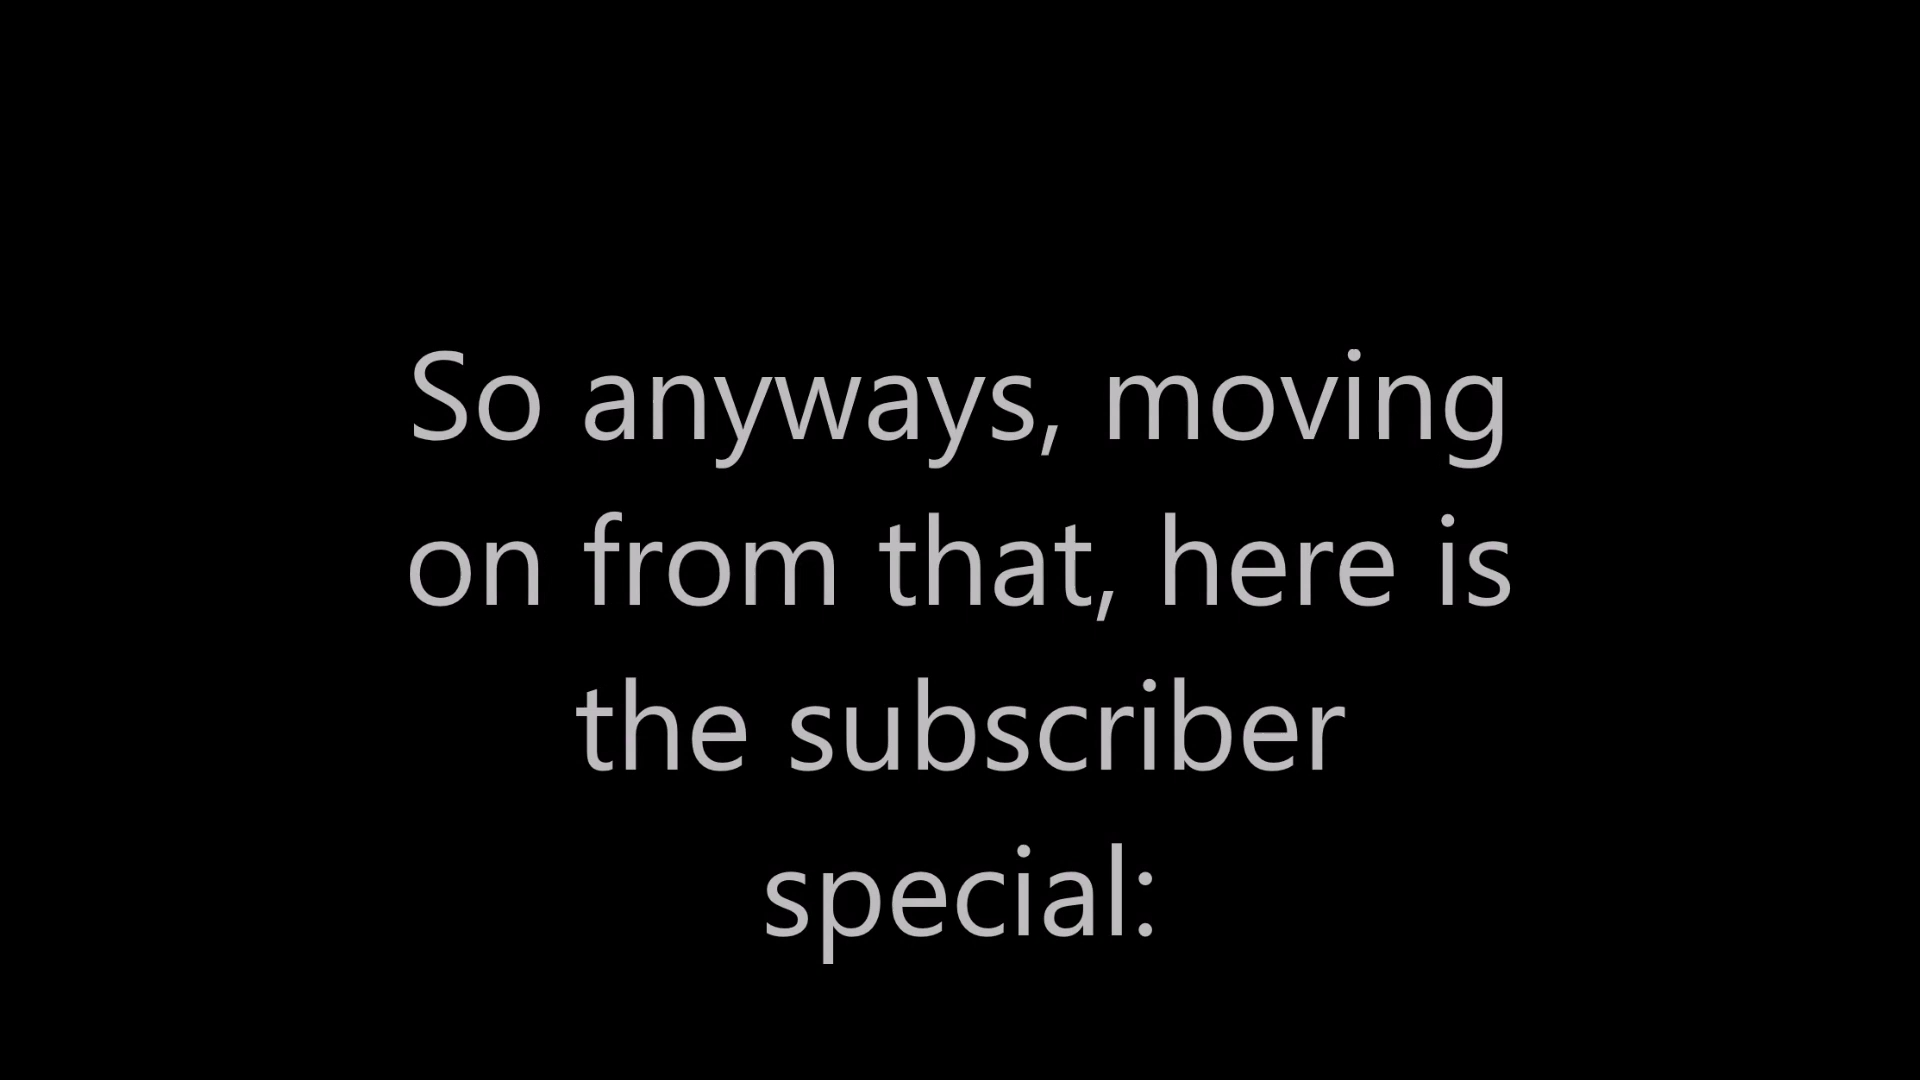 So anyways, moving
on from that, here is
the subscriber
special: